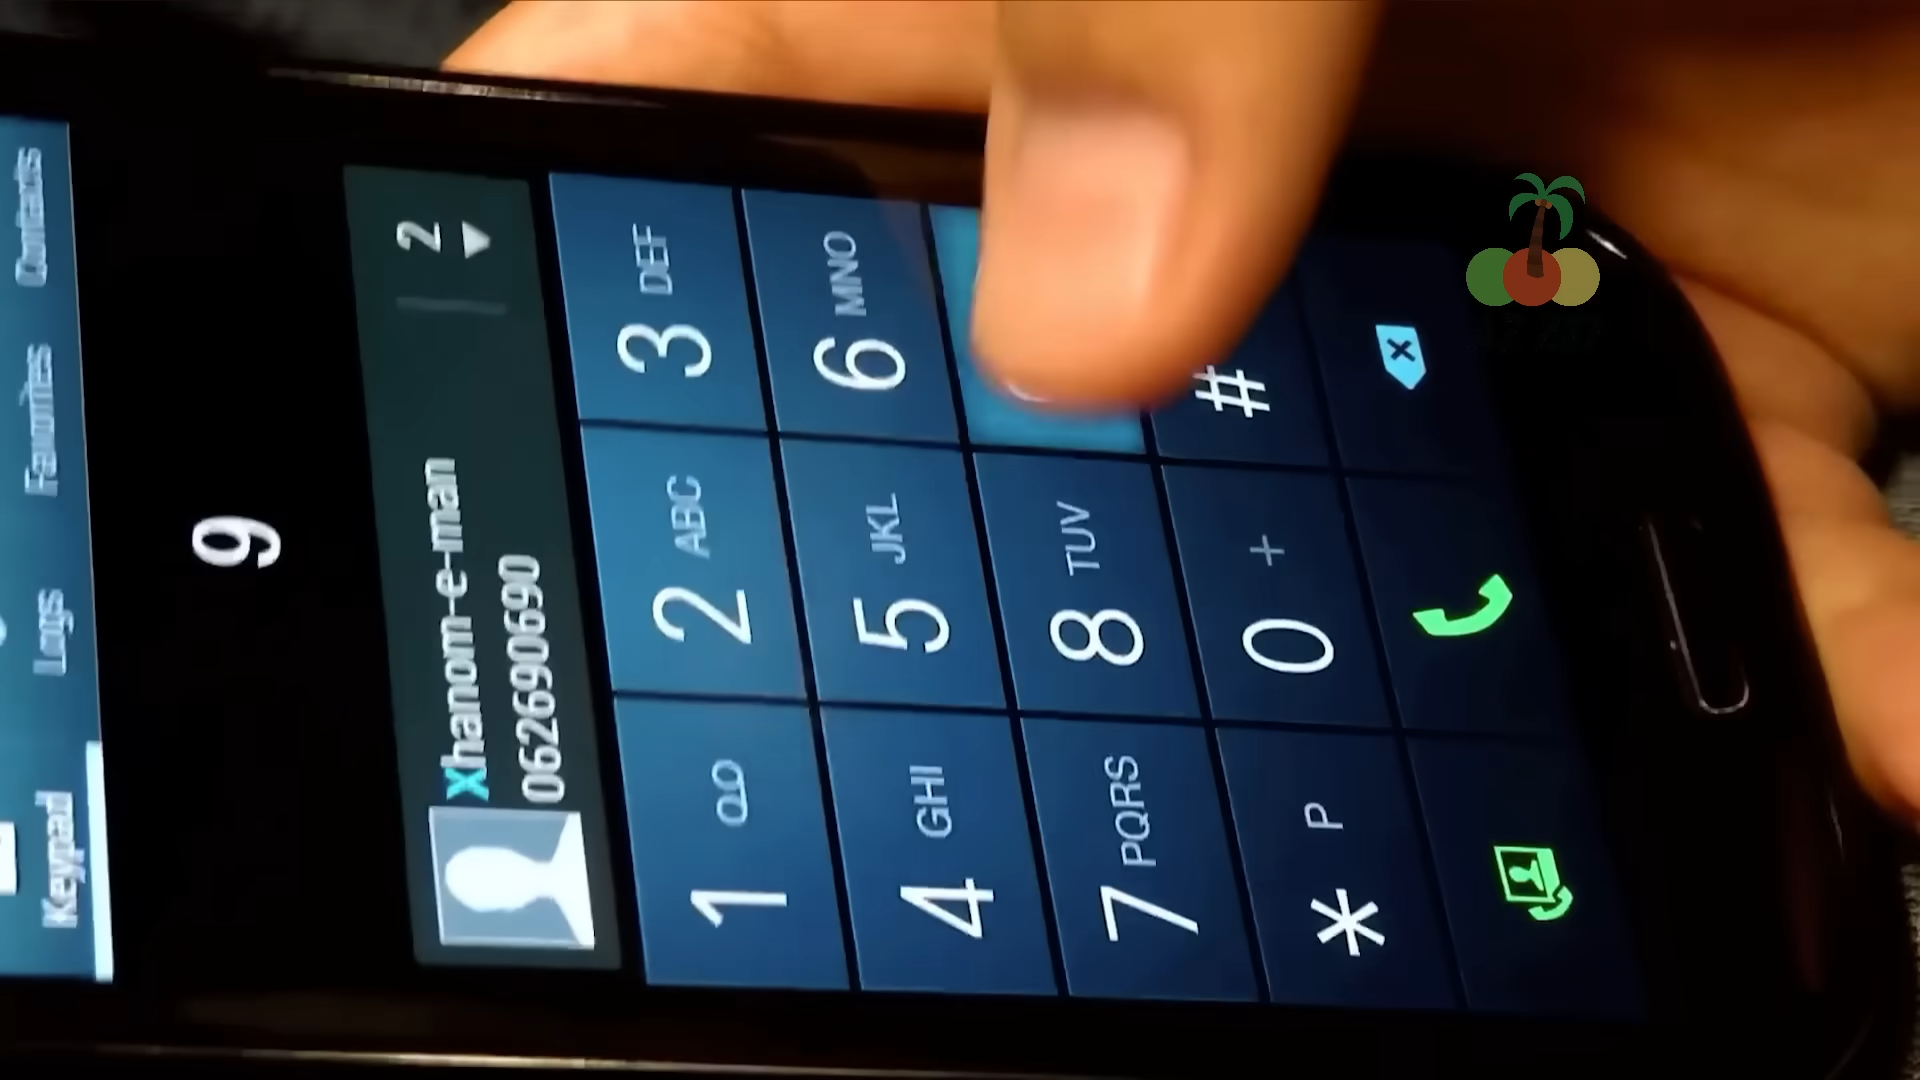 Keypad
Logs
Favorites
Contacts
9
Xhanom-e-man
062690690
2
1
2 ABC
3 DEF
4 GHI
5 JKL
6 MNO
7 PQRS
8 TUV
* P
0 +
#